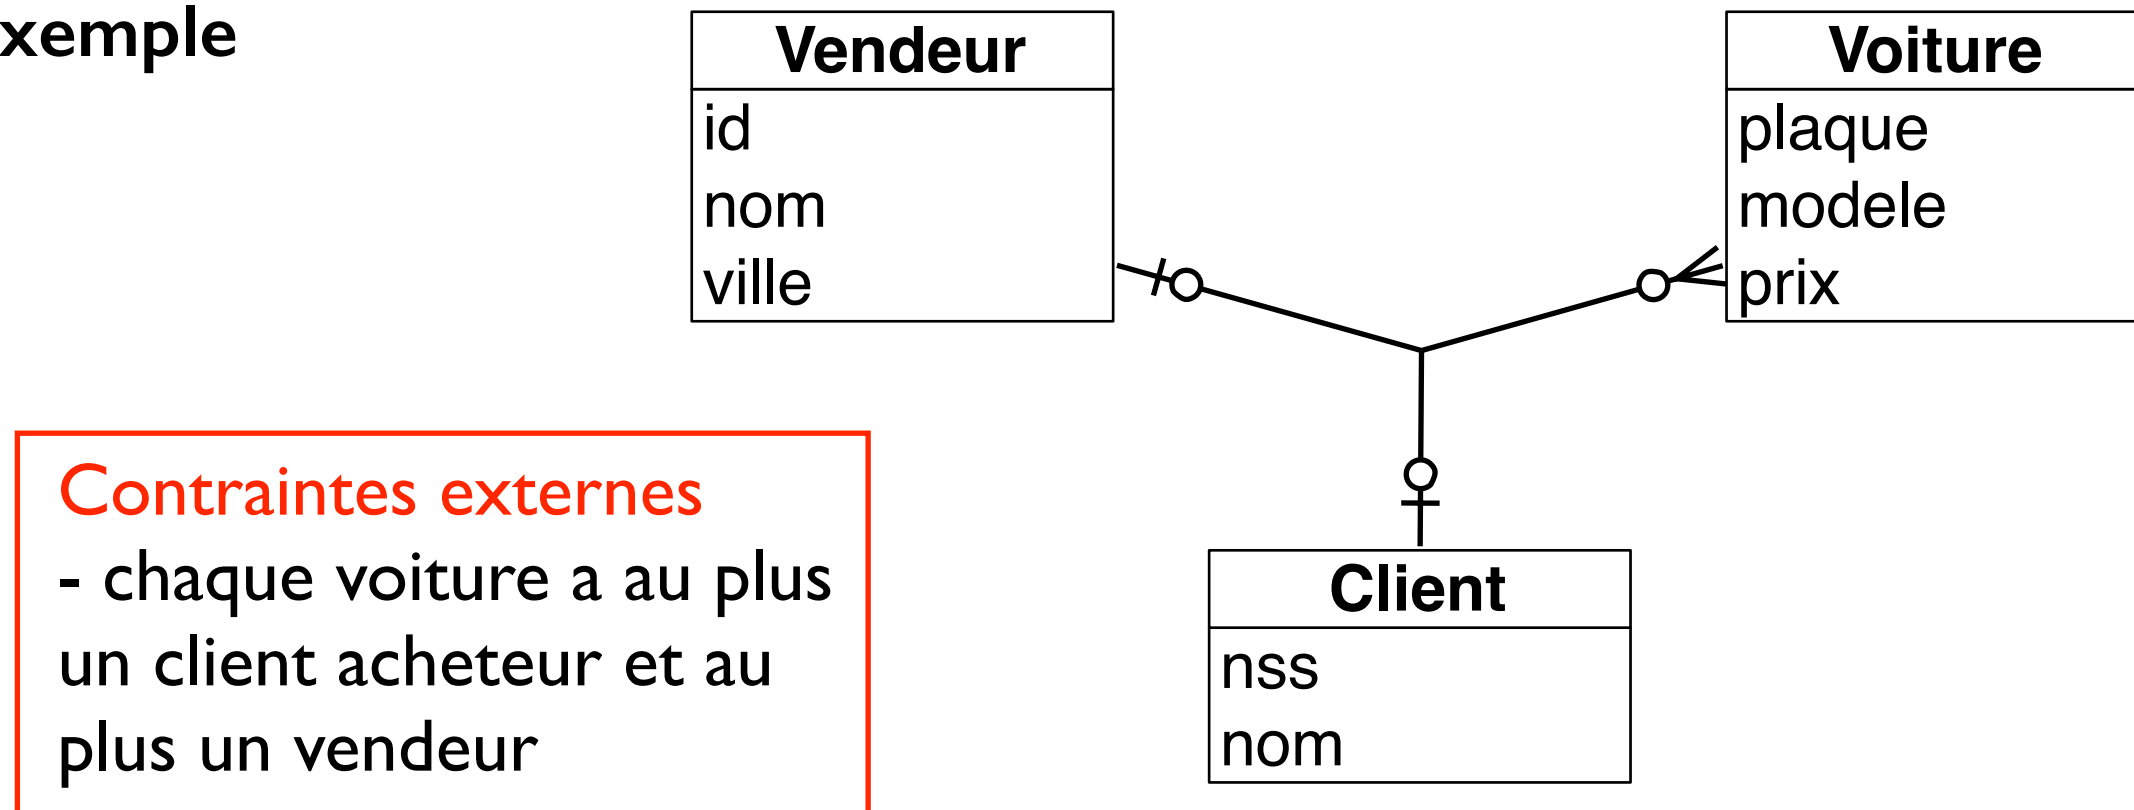 xemple
Vendeur
id
nom
ville
Voiture
plaque
modele
prix
Contraintes externes
- chaque voiture a au plus
un client acheteur et au
plus un vendeur
Client
nss
nom